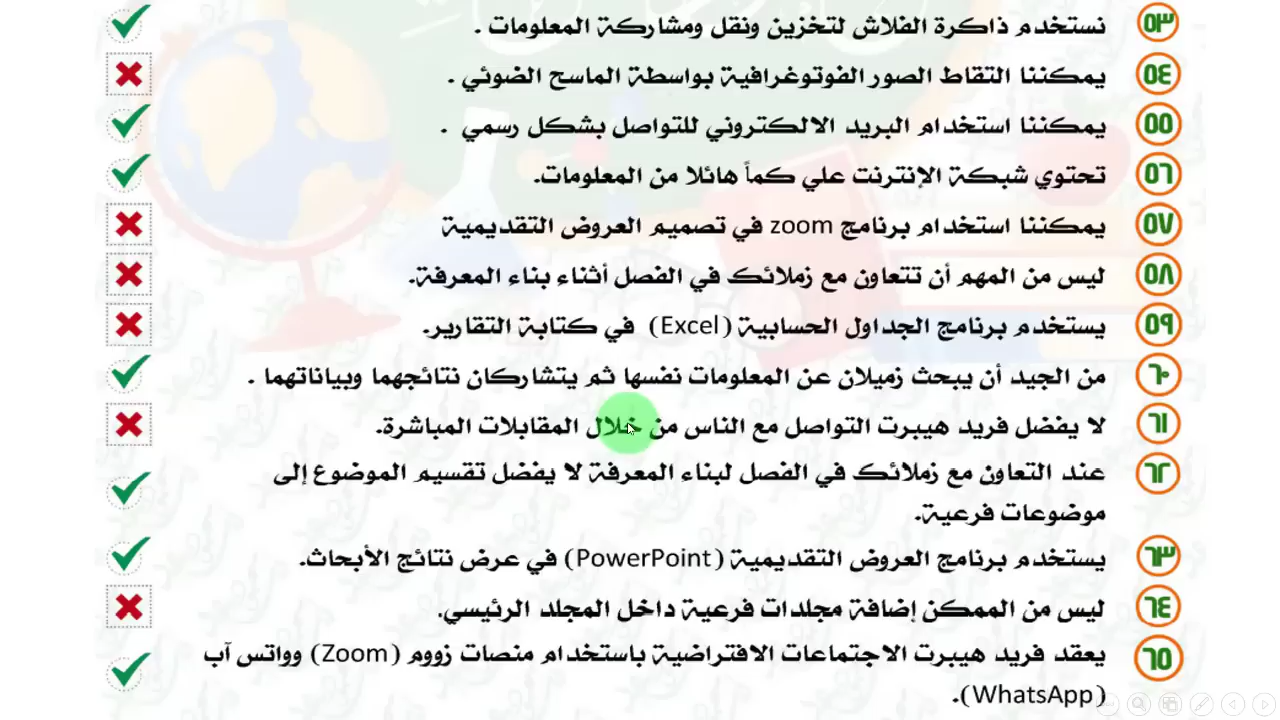 ٥٣ نستخدم ذاكرة الفلاش لتخزين ونقل ومشاركة المعلومات .
٥٤ يمكننا التقاط الصور الفوتوغرافية بواسطة الماسح الضوئي .
٥٥ يمكننا استخدام البريد الالكتروني للتواصل بشكل رسمي .
٥٦ تحتوي شبكة الإنترنت علي كماً هائلا من المعلومات.
٥٧ يمكننا استخدام برنامج zoom في تصميم العروض التقديمية
٥٨ ليس من المهم أن تتعاون مع زملائك في الفصل أثناء بناء المعرفة.
٥٩ يستخدم برنامج الجداول الحسابية (Excel) في كتابة التقارير.
٦٠ من الجيد أن يبحث زميلان عن المعلومات نفسها ثم يتشاركان نتائجهما وبياناتهما .
٦١ لا يفضل فريد هيبرت التواصل مع الناس من خلال المقابلات المباشرة.
٦٢ عند التعاون مع زملائك في الفصل لبناء المعرفة لا يفضل تقسيم الموضوع إلى
موضوعات فرعية.
٦٣ يستخدم برنامج العروض التقديمية (PowerPoint) في عرض نتائج الأبحاث.
٦٤ ليس من الممكن إضافة مجلدات فرعية داخل المجلد الرئيسي.
٦٥ يعقد فريد هيبرت الاجتماعات الافتراضية باستخدام منصات زووم (Zoom) وواتس آب
(WhatsApp).